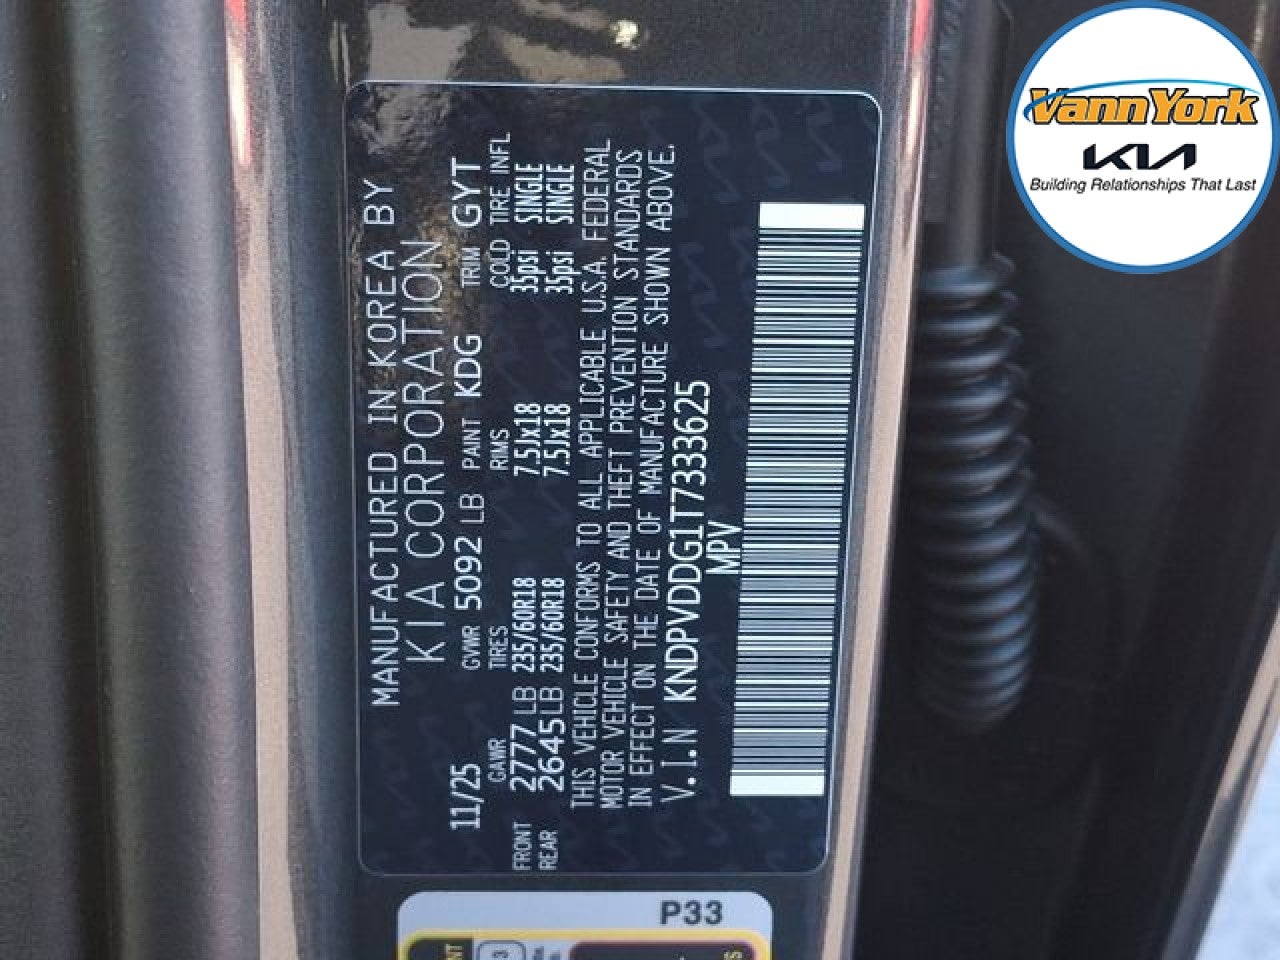 MANUFACTURED IN KOREA BY
KIA CORPORATION
11/25 GVWR 5092 LB PAINT KDG TRIM GYT
GAWR TIRES RIMS COLD TIRE INFL
FRONT 2777 LB 235/60R18 7.5Jx18 35psi SINGLE
REAR 2645 LB 235/60R18 7.5Jx18 35psi SINGLE
THIS VEHICLE CONFORMS TO ALL APPLICABLE U.S.A. FEDERAL
MOTOR VEHICLE SAFETY AND THEFT PREVENTION STANDARDS
IN EFFECT ON THE DATE OF MANUFACTURE SHOWN ABOVE.
V.I.N KNDPVDDG1T7333625
MPV
P33
3
VannYork
KIA
Building Relationships That Last